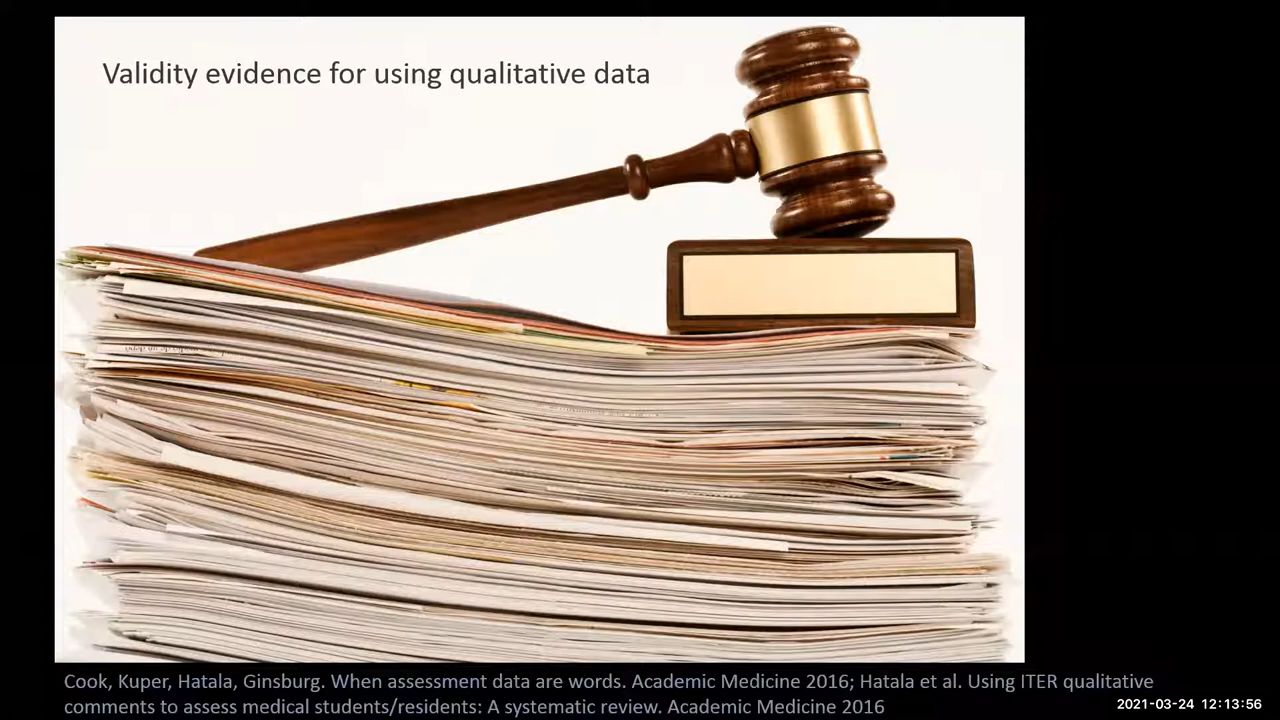 Validity evidence for using qualitative data
Cook, Kuper, Hatala, Ginsburg. When assessment data are words. Academic Medicine 2016; Hatala et al. Using ITER qualitative
comments to assess medical students/residents: A systematic review. Academic Medicine 2016
2021-03-24 12:13:56